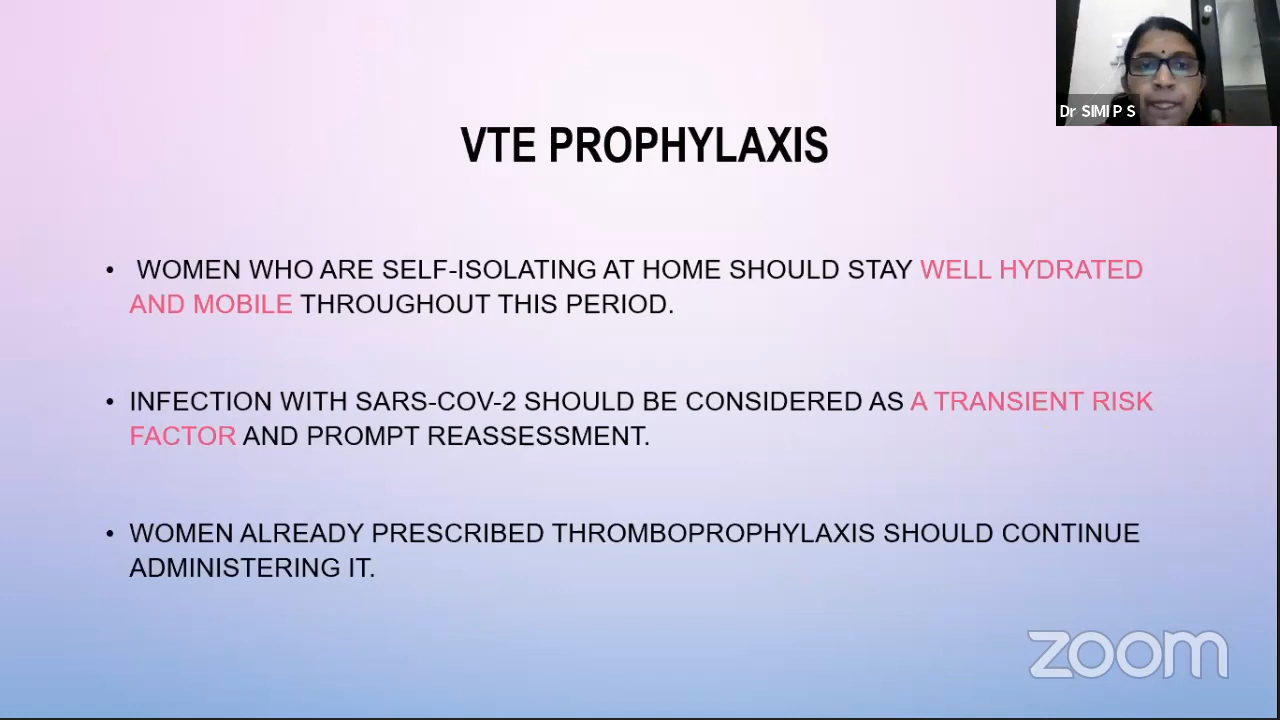 Dr SIMI P S
VTE PROPHYLAXIS
• WOMEN WHO ARE SELF-ISOLATING AT HOME SHOULD STAY WELL HYDRATED
AND MOBILE THROUGHOUT THIS PERIOD.
• INFECTION WITH SARS-COV-2 SHOULD BE CONSIDERED AS A TRANSIENT RISK
FACTOR AND PROMPT REASSESSMENT.
• WOMEN ALREADY PRESCRIBED THROMBOPROPHYLAXIS SHOULD CONTINUE
ADMINISTERING IT.
zoom